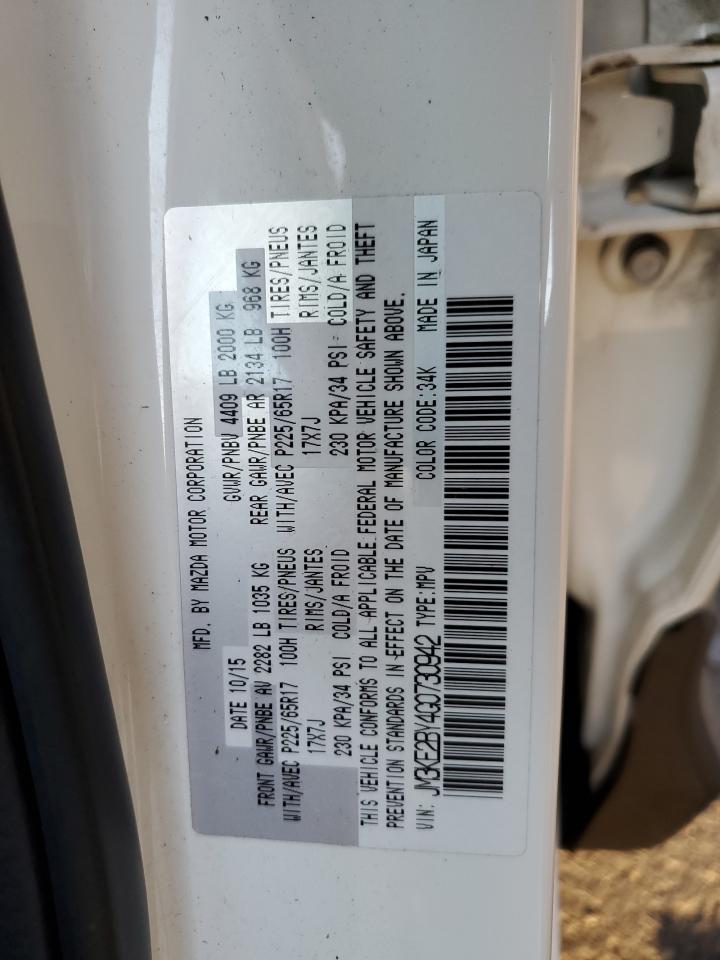 MFD. BY MAZDA MOTOR CORPORATION
DATE 10/15 GVWR/PNBV 4409 LB 2000 KG
FRONT GAWR/PNBE AV 2282 LB 1035 KG REAR GAWR/PNBE AR 2134 LB 968 KG
WITH/AVEC P225/65R17 100H TIRES/PNEUS WITH/AVEC P225/65R17 100H TIRES/PNEUS
17X7J RIMS/JANTES 17X7J RIMS/JANTES
230 KPA/34 PSI COLD/A FROID 230 KPA/34 PSI COLD/A FROID
THIS VEHICLE CONFORMS TO ALL APPLICABLE FEDERAL MOTOR VEHICLE SAFETY AND THEFT
PREVENTION STANDARDS IN EFFECT ON THE DATE OF MANUFACTURE SHOWN ABOVE.
VIN: JM3KE2BY4G0730942 TYPE:MPV COLOR CODE:34K MADE IN JAPAN